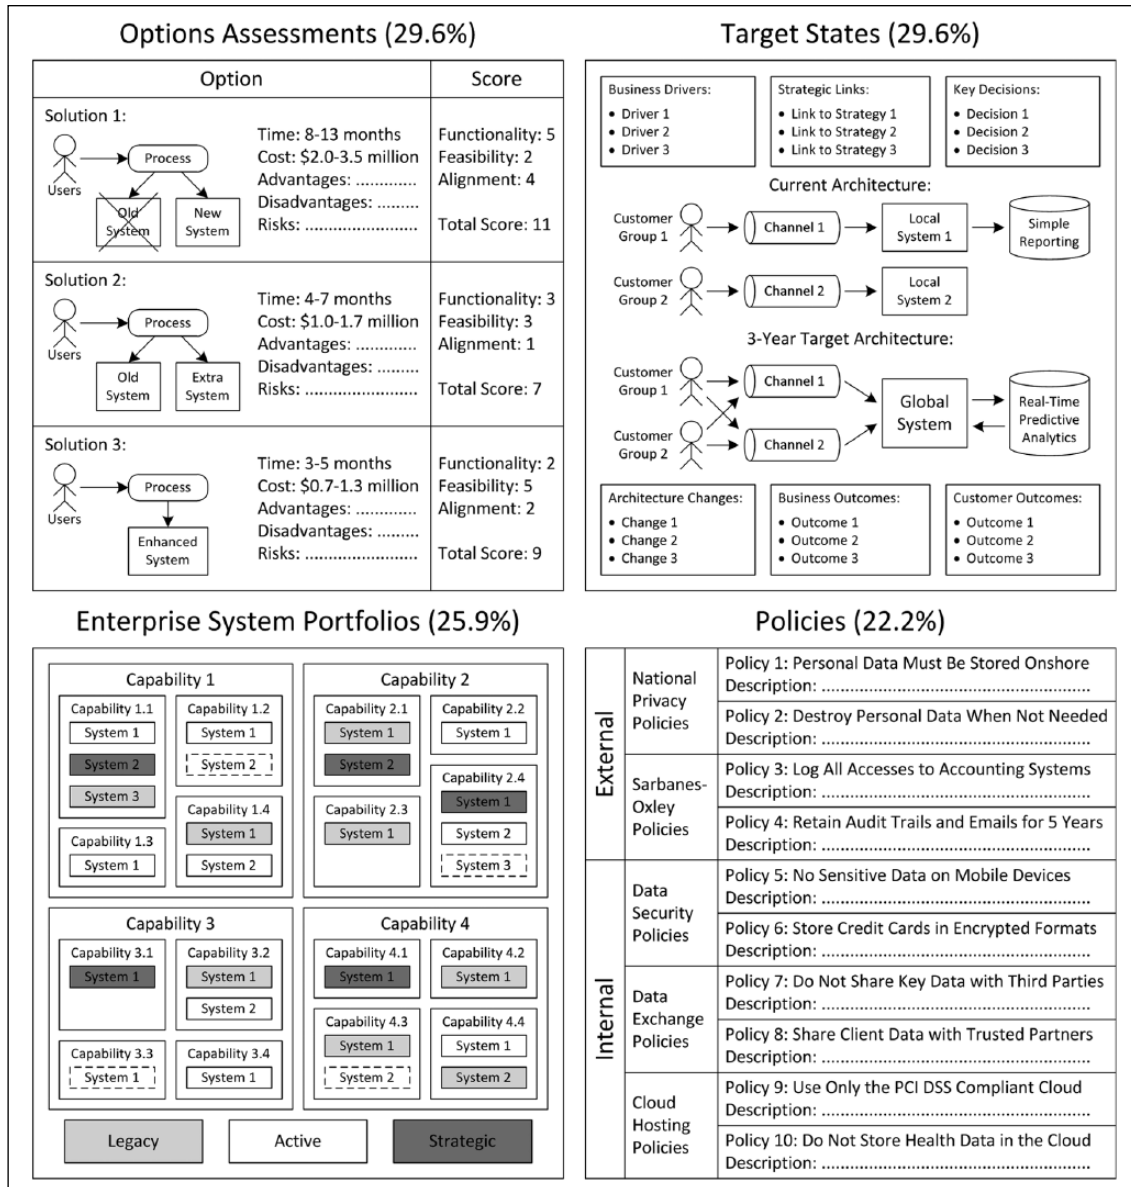 Options Assessments (29.6%)
Option
Score
Solution 1:
Users
Process
Old
System
New
System
Time: 8-13 months
Cost: $2.0-3.5 million
Advantages: .............
Disadvantages: .........
Risks: ........................
Functionality: 5
Feasibility: 2
Alignment: 4
Total Score: 11
Solution 2:
Users
Process
Old
System
Extra
System
Time: 4-7 months
Cost: $1.0-1.7 million
Advantages: .............
Disadvantages: .........
Risks: ........................
Functionality: 3
Feasibility: 3
Alignment: 1
Total Score: 7
Solution 3:
Users
Process
Enhanced
System
Time: 3-5 months
Cost: $0.7-1.3 million
Advantages: .............
Disadvantages: .........
Risks: ........................
Functionality: 2
Feasibility: 5
Alignment: 2
Total Score: 9
Target States (29.6%)
Business Drivers:
• Driver 1
• Driver 2
• Driver 3
Strategic Links:
• Link to Strategy 1
• Link to Strategy 2
• Link to Strategy 3
Key Decisions:
• Decision 1
• Decision 2
• Decision 3
Current Architecture:
Customer
Group 1
Channel 1
Local
System 1
Simple
Reporting
Customer
Group 2
Channel 2
Local
System 2
3-Year Target Architecture:
Customer
Group 1
Channel 1
Customer
Group 2
Channel 2
Global
System
Real-Time
Predictive
Analytics
Architecture Changes:
• Change 1
• Change 2
• Change 3
Business Outcomes:
• Outcome 1
• Outcome 2
• Outcome 3
Customer Outcomes:
• Outcome 1
• Outcome 2
• Outcome 3
Enterprise System Portfolios (25.9%)
Capability 1
Capability 1.1
System 1
System 2
System 3
Capability 1.2
System 1
System 2
Capability 1.3
System 1
Capability 1.4
System 1
System 2
Capability 2
Capability 2.1
System 1
System 2
Capability 2.2
System 1
Capability 2.3
System 1
Capability 2.4
System 1
System 2
System 3
Capability 3
Capability 3.1
System 1
Capability 3.2
System 1
System 2
Capability 3.3
System 1
Capability 3.4
System 1
Capability 4
Capability 4.1
System 1
Capability 4.2
System 1
Capability 4.3
System 1
System 2
Capability 4.4
System 1
System 2
Legacy
Active
Strategic
Policies (22.2%)
External
National
Privacy
Policies
Policy 1: Personal Data Must Be Stored Onshore
Description: ........................................................
Policy 2: Destroy Personal Data When Not Needed
Description: ........................................................
Sarbanes-
Oxley
Policies
Policy 3: Log All Accesses to Accounting Systems
Description: ........................................................
Policy 4: Retain Audit Trails and Emails for 5 Years
Description: ........................................................
Internal
Data
Security
Policies
Policy 5: No Sensitive Data on Mobile Devices
Description: ........................................................
Policy 6: Store Credit Cards in Encrypted Formats
Description: ........................................................
Data
Exchange
Policies
Policy 7: Do Not Share Key Data with Third Parties
Description: ........................................................
Policy 8: Share Client Data with Trusted Partners
Description: ........................................................
Cloud
Hosting
Policies
Policy 9: Use Only the PCI DSS Compliant Cloud
Description: ........................................................
Policy 10: Do Not Store Health Data in the Cloud
Description: ........................................................